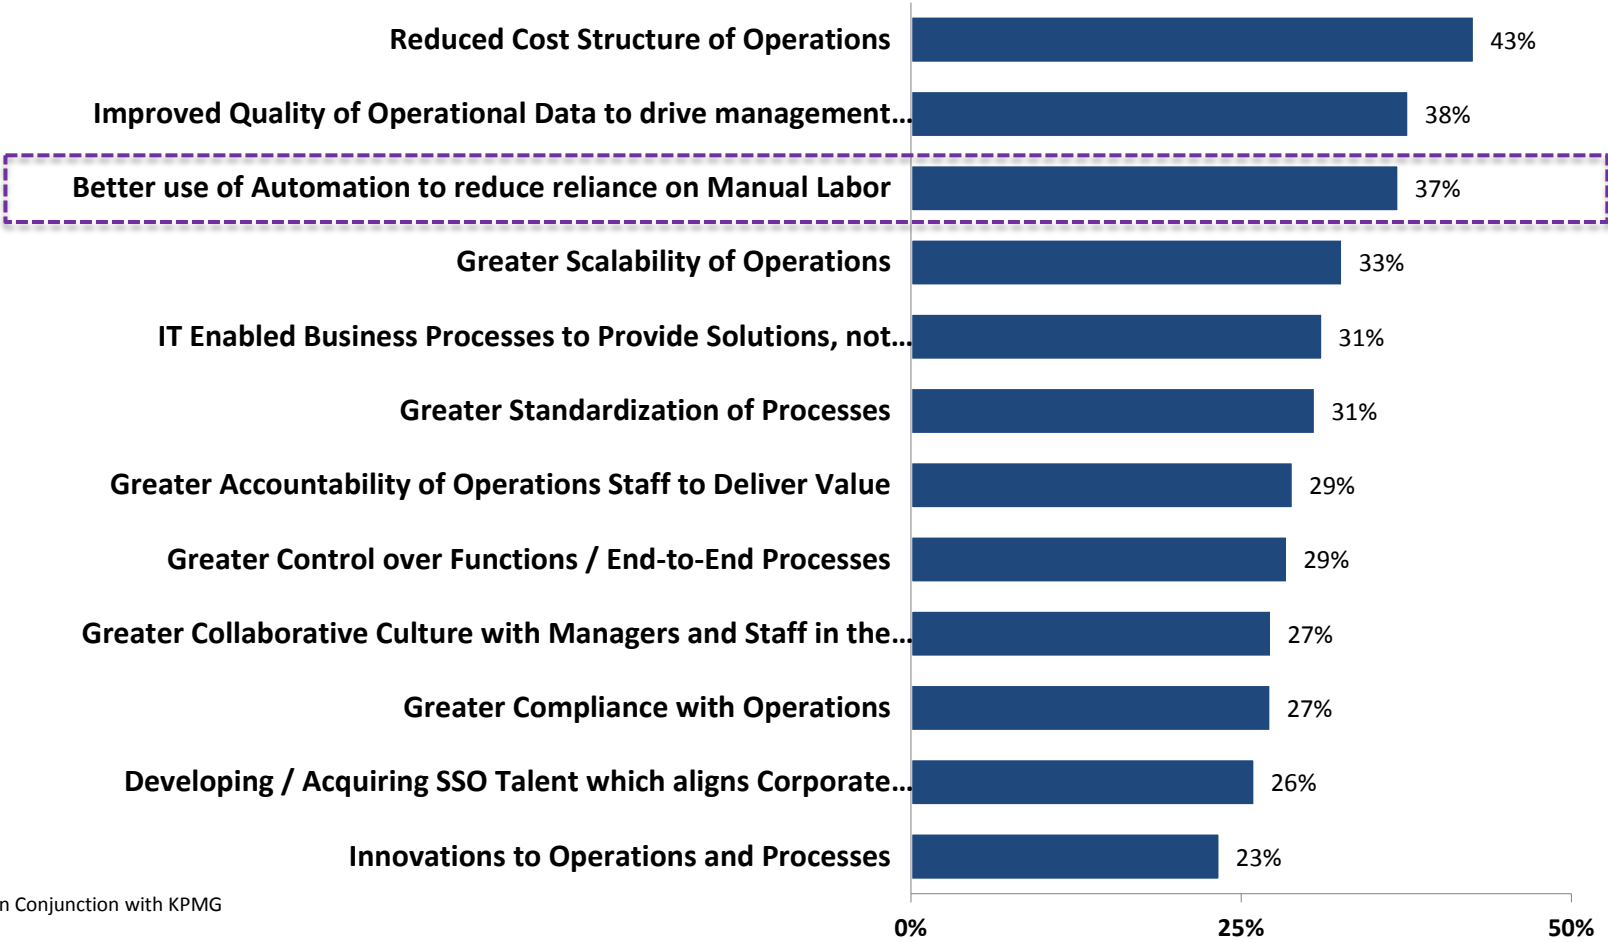 Reduced Cost Structure of Operations 43%
Improved Quality of Operational Data to drive management… 38%
Better use of Automation to reduce reliance on Manual Labor 37%
Greater Scalability of Operations 33%
IT Enabled Business Processes to Provide Solutions, not… 31%
Greater Standardization of Processes 31%
Greater Accountability of Operations Staff to Deliver Value 29%
Greater Control over Functions / End-to-End Processes 29%
Greater Collaborative Culture with Managers and Staff in the… 27%
Greater Compliance with Operations 27%
Developing / Acquiring SSO Talent which aligns Corporate… 26%
Innovations to Operations and Processes 23%
n Conjunction with KPMG
0% 25% 50%